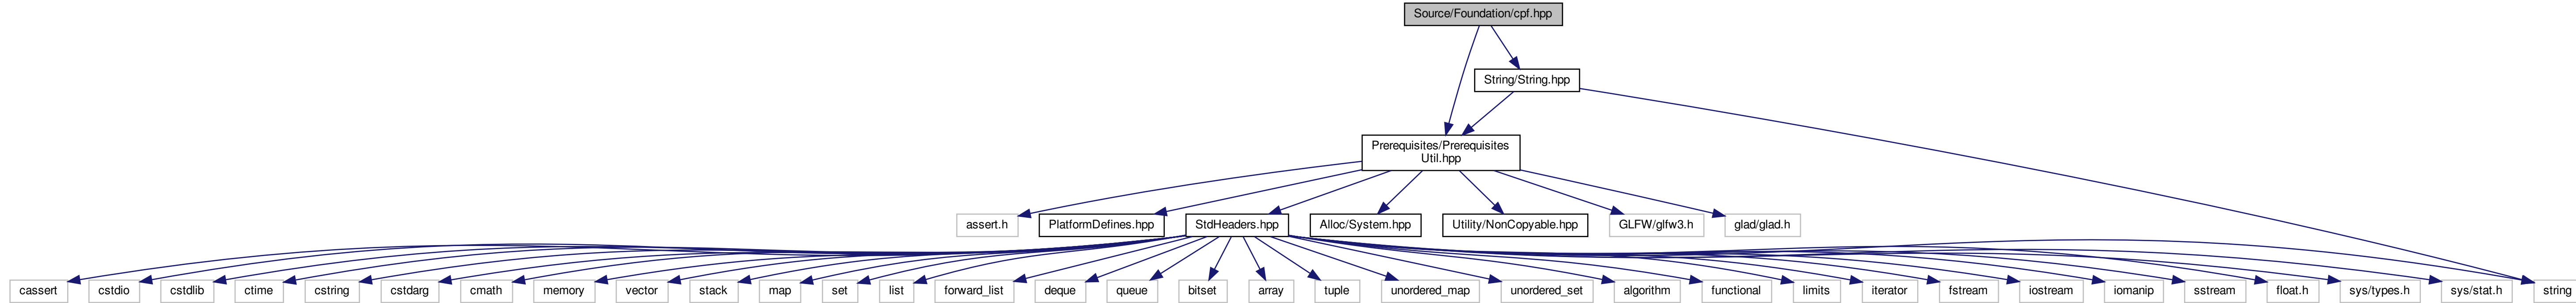 Source/Foundation/cpf.hpp
String/String.hpp
Prerequisites/Prerequisites
Util.hpp
assert.h
PlatformDefines.hpp
StdHeaders.hpp
Alloc/System.hpp
Utility/NonCopyable.hpp
GLFW/glfw3.h
glad/glad.h
cassert
cstdio
cstdlib
ctime
cstring
cstdarg
cmath
memory
vector
stack
map
set
list
forward_list
deque
queue
bitset
array
tuple
unordered_map
unordered_set
algorithm
functional
limits
iterator
fstream
iostream
iomanip
sstream
float.h
sys/types.h
sys/stat.h
string